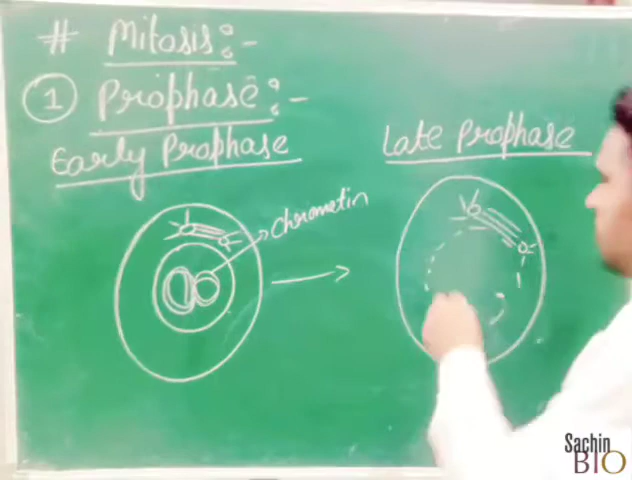 # Mitosis:-
1 Prophase:-
Early Prophase
Late Prophase
Chromatin
Sachin
BIO